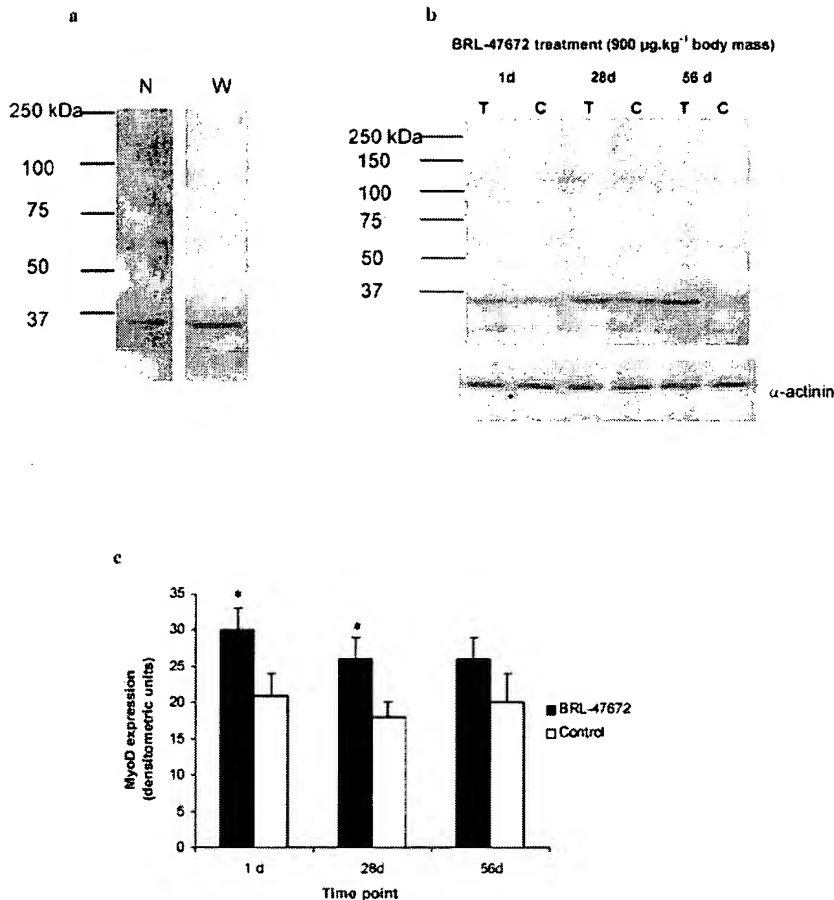 a
N W
250 kDa
100
75
50
37
b
BRL-47672 treatment (900 µg.kg⁻¹ body mass)
1d 28d 56 d
T C T C T C
250 kDa
150
100
75
50
37
α-actinin
c
MyoD expression
(densitometric units)
35
30
25
20
15
10
5
0
* *
BRL-47672
Control
1 d 28d 56d
Time point